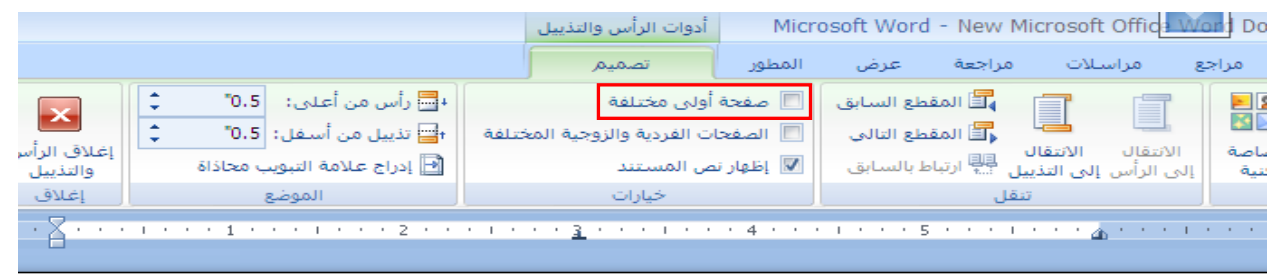 Microsoft Word - New Microsoft Office Word Do
أدوات الرأس والتذييل
مراجع
مراسلات
مراجعة
عرض
المطور
تصميم
الانتقال إلى الرأس
الانتقال إلى التذييل
المقطع السابق
المقطع التالي
ارتباط بالسابق
تنقل
صفحة أولى مختلفة
الصفحات الفردية والزوجية المختلفة
إظهار نص المستند
خيارات
رأس من أعلى: 0.5"
تذييل من أسفل: 0.5"
إدراج علامة التبويب محاذاة
الموضع
إغلاق الرأس
والتذييل
إغلاق
1 2 3 4 5